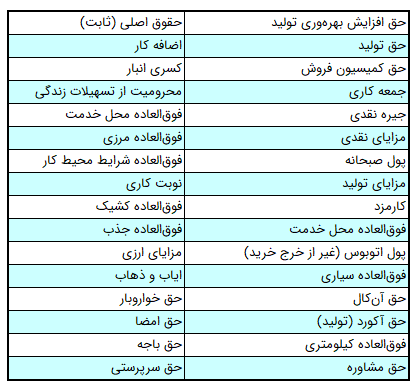 حق افزایش بهره‌وری تولید	حقوق اصلی (ثابت)
حق تولید	اضافه کار
حق کمیسیون فروش	کسری انبار
جمعه کاری	محرومیت از تسهیلات زندگی
جیره نقدی	فوق‌العاده محل خدمت
مزایای نقدی	فوق‌العاده مرزی
پول صبحانه	فوق‌العاده شرایط محیط کار
مزایای تولید	نوبت کاری
کارمزد	فوق‌العاده کشیک
فوق‌العاده محل خدمت	فوق‌العاده جذب
پول اتوبوس (غیر از خرج خرید)	مزایای ارزی
فوق‌العاده سیاری	ایاب و ذهاب
حق آن‌کال	حق خواروبار
حق آکورد (تولید)	حق امضا
فوق‌العاده کیلومتری	حق باجه
حق مشاوره	حق سرپرستی